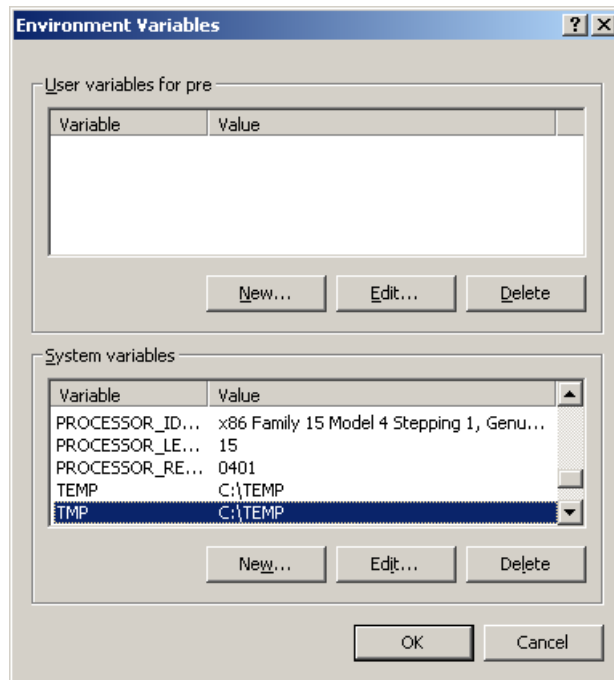 Environment Variables
User variables for pre
Variable Value
New... Edit... Delete
System variables
Variable Value
PROCESSOR_ID... x86 Family 15 Model 4 Stepping 1, Genu...
PROCESSOR_LE... 15
PROCESSOR_RE... 0401
TEMP C:\TEMP
TMP C:\TEMP
New... Edit... Delete
OK Cancel